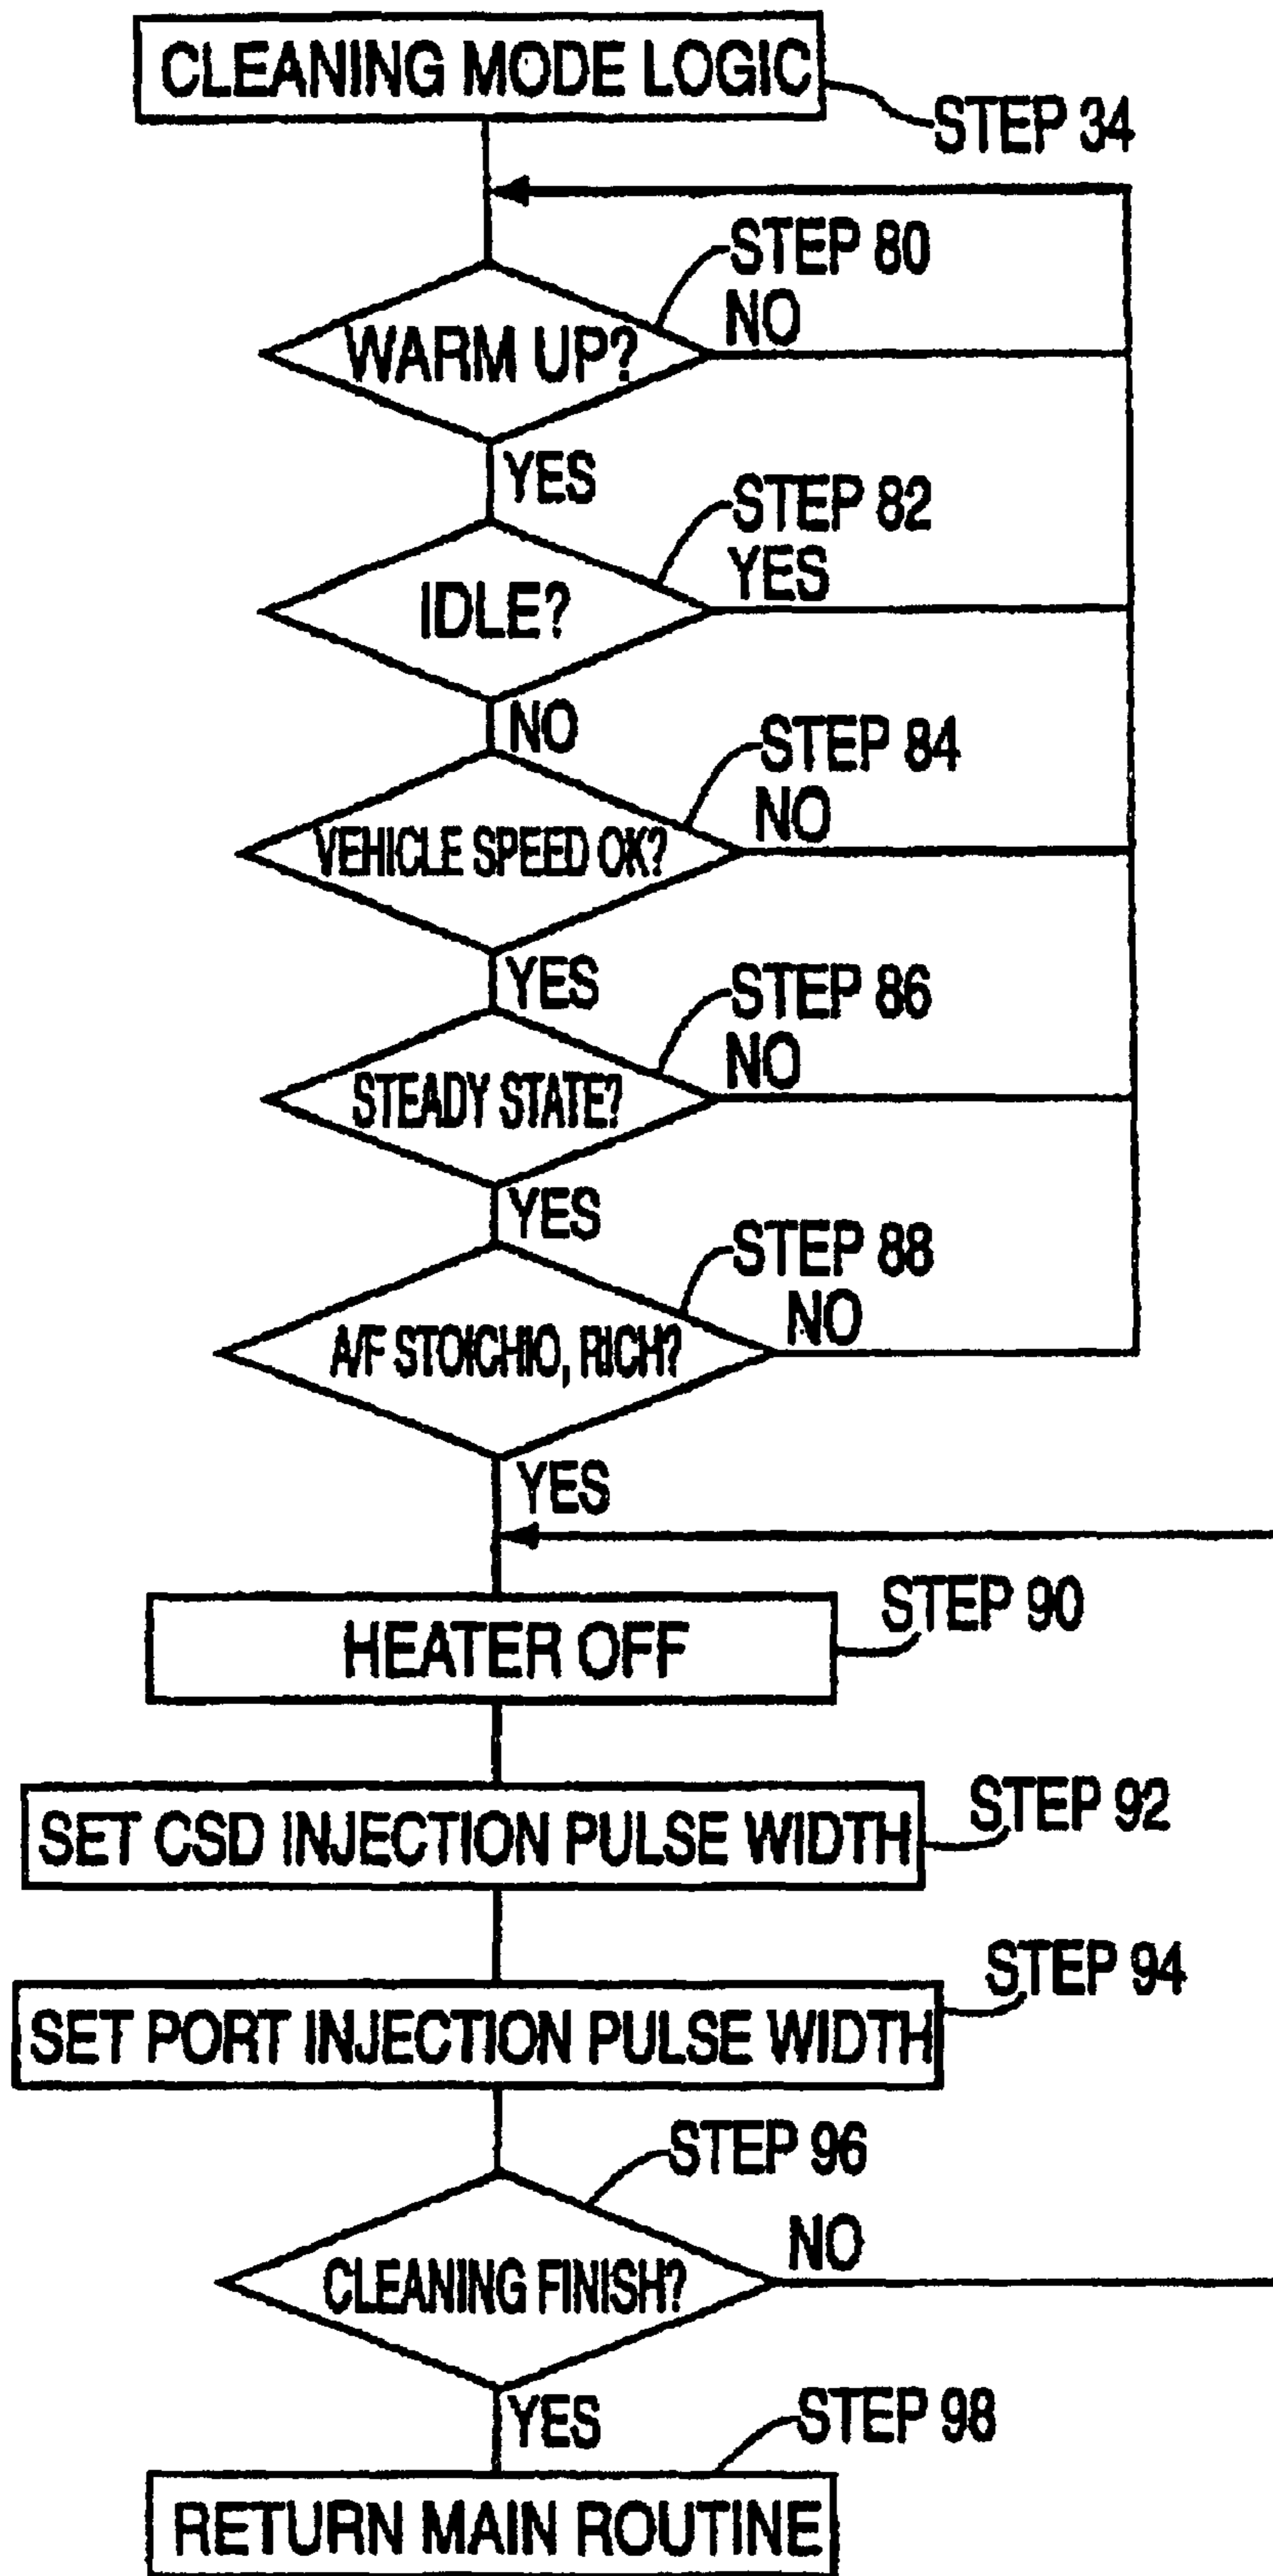 CLEANING MODE LOGIC
STEP 34
STEP 80
NO
WARM UP?
YES
STEP 82
YES
IDLE?
NO
STEP 84
NO
VEHICLE SPEED OK?
YES
STEP 86
NO
STEADY STATE?
YES
STEP 88
NO
A/F STOICHIO, RICH?
YES
STEP 90
HEATER OFF
STEP 92
SET CSD INJECTION PULSE WIDTH
STEP 94
SET PORT INJECTION PULSE WIDTH
STEP 96
NO
CLEANING FINISH?
YES
STEP 98
RETURN MAIN ROUTINE